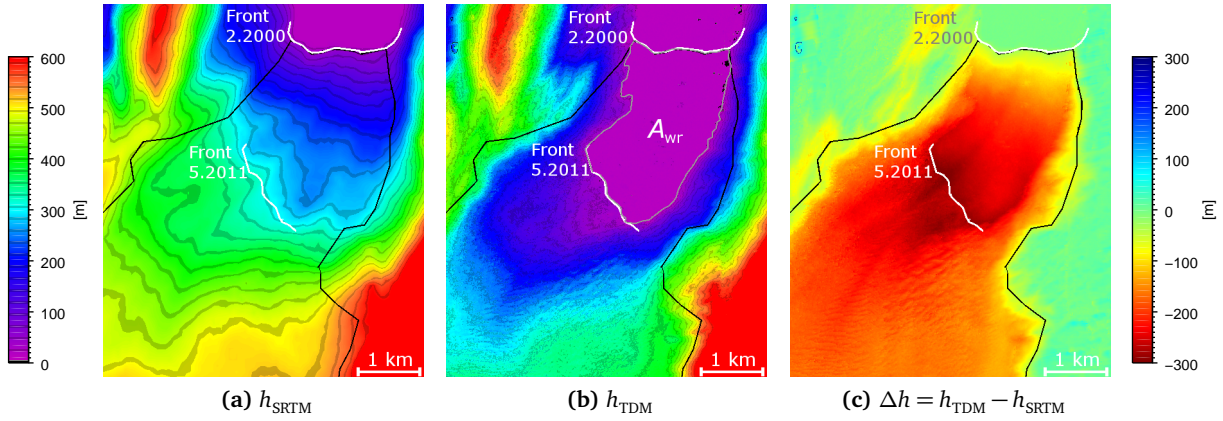 600
500
400
300
200
100
0
[m]
Front
2.2000
Front
5.2011
1 km
Front
2.2000
Front
5.2011
Awr
1 km
Front
2.2000
Front
5.2011
1 km
300
200
100
0
−100
−200
−300
[m]
(a) hSRTM
(b) hTDM
(c) Δh = hTDM − hSRTM